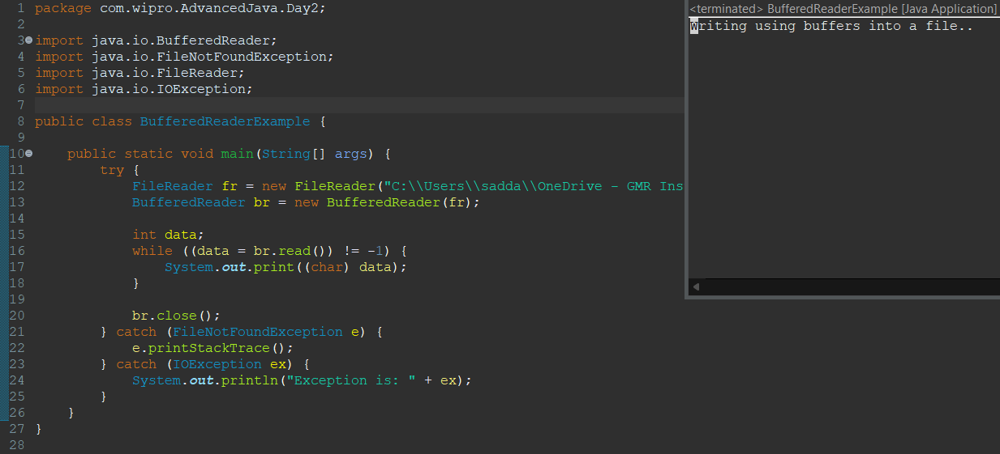 1 package com.wipro.AdvancedJava.Day2;
2
3 import java.io.BufferedReader;
4 import java.io.FileNotFoundException;
5 import java.io.FileReader;
6 import java.io.IOException;
7
8 public class BufferedReaderExample {
9
10 public static void main(String[] args) {
11 try {
12 FileReader fr = new FileReader("C:\\Users\\sadda\\OneDrive - GMR Ins
13 BufferedReader br = new BufferedReader(fr);
14
15 int data;
16 while ((data = br.read()) != -1) {
17 System.out.print((char) data);
18 }
19
20 br.close();
21 } catch (FileNotFoundException e) {
22 e.printStackTrace();
23 } catch (IOException ex) {
24 System.out.println("Exception is: " + ex);
25 }
26 }
27 }
28
<terminated> BufferedReaderExample [Java Application]
Writing using buffers into a file..